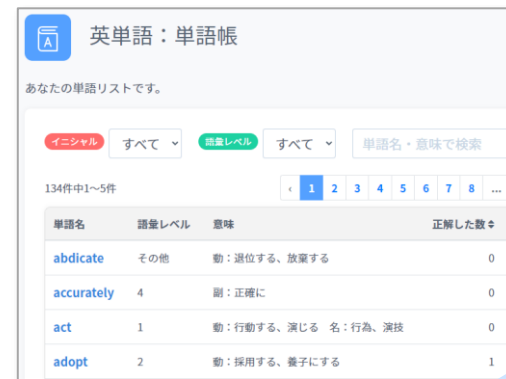 英単語：単語帳
あなたの単語リストです。
イニシャル すべて 語彙レベル すべて 単語名・意味で検索
134件中1〜5件 ‹ 1 2 3 4 5 6 7 8 ...
単語名 語彙レベル 意味 正解した数
abdicate その他 動：退位する、放棄する 0
accurately 4 副：正確に 0
act 1 動：行動する、演じる 名：行為、演技 0
adopt 2 動：採用する、養子にする 1